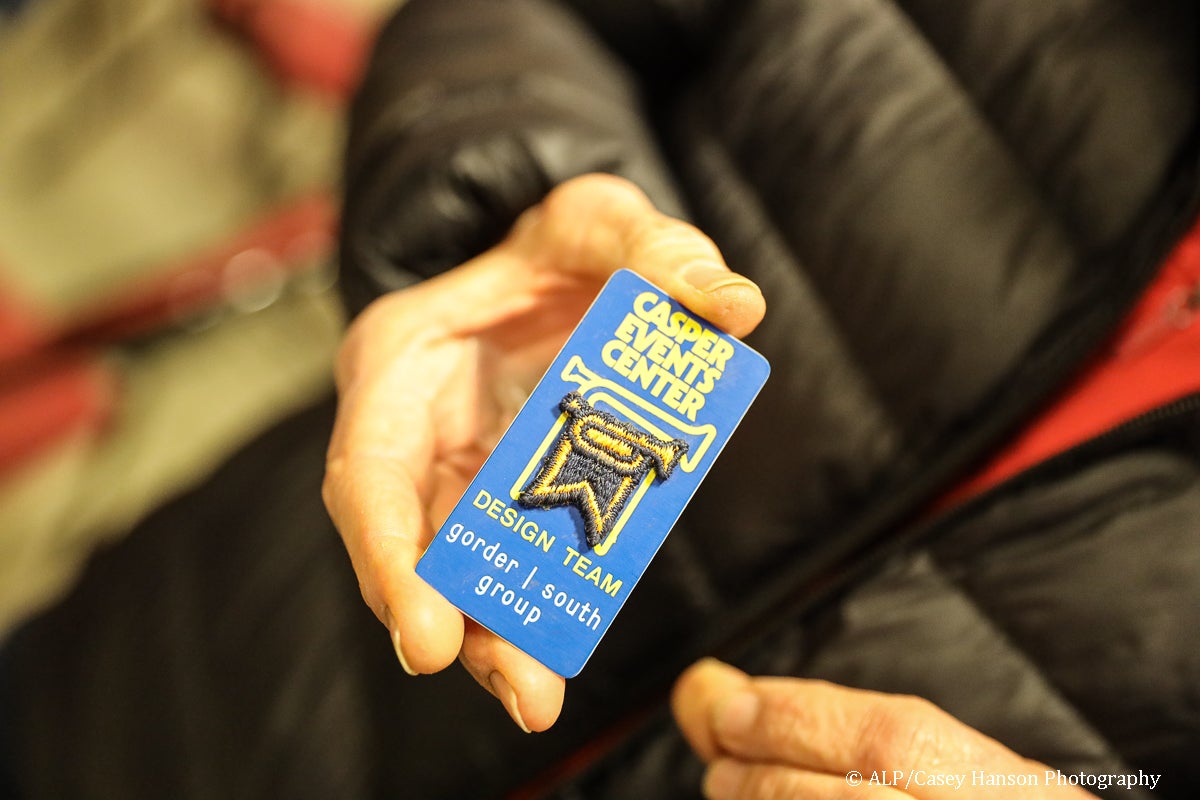 CASPER
EVENTS
CENTER
DESIGN TEAM
gorder | south
group
© ALP/Casey Hanson Photography